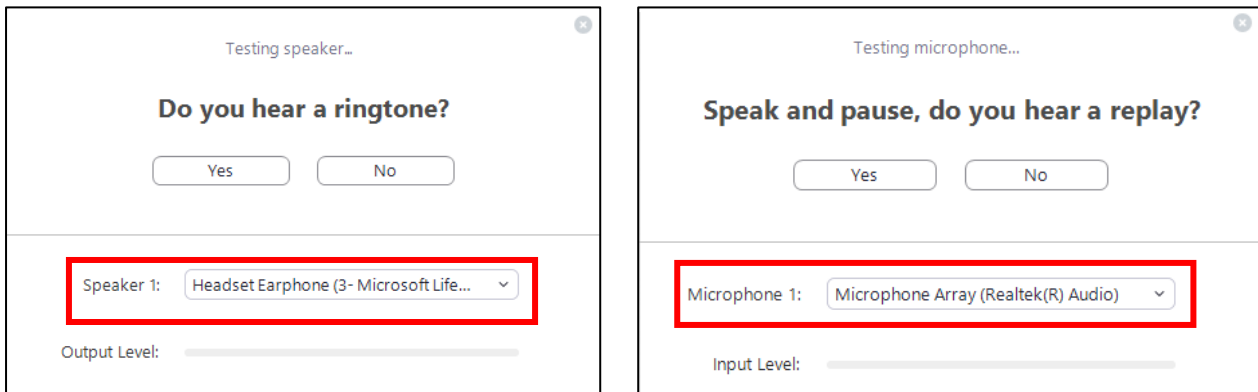 Testing speaker...
Do you hear a ringtone?
Yes No
Speaker 1: Headset Earphone (3- Microsoft Life...
Output Level:
Testing microphone...
Speak and pause, do you hear a replay?
Yes No
Microphone 1: Microphone Array (Realtek(R) Audio)
Input Level: